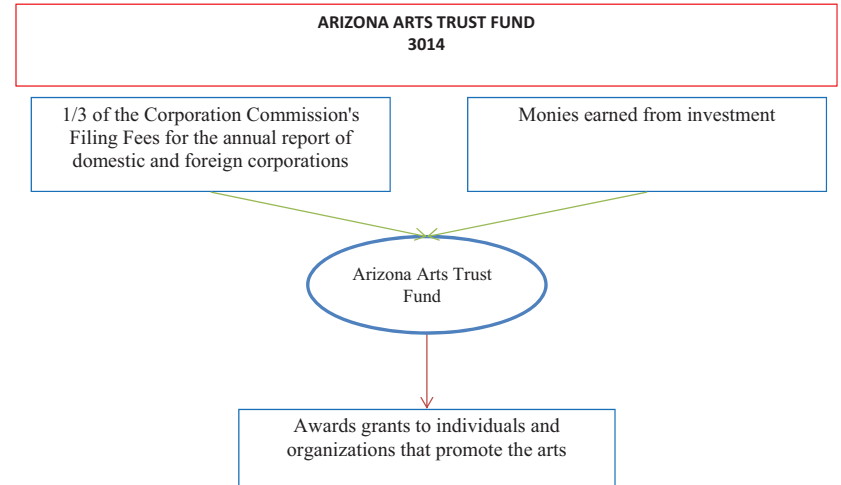 ARIZONA ARTS TRUST FUND
3014
1/3 of the Corporation Commission's
Filing Fees for the annual report of
domestic and foreign corporations
Monies earned from investment
Arizona Arts Trust
Fund
Awards grants to individuals and
organizations that promote the arts